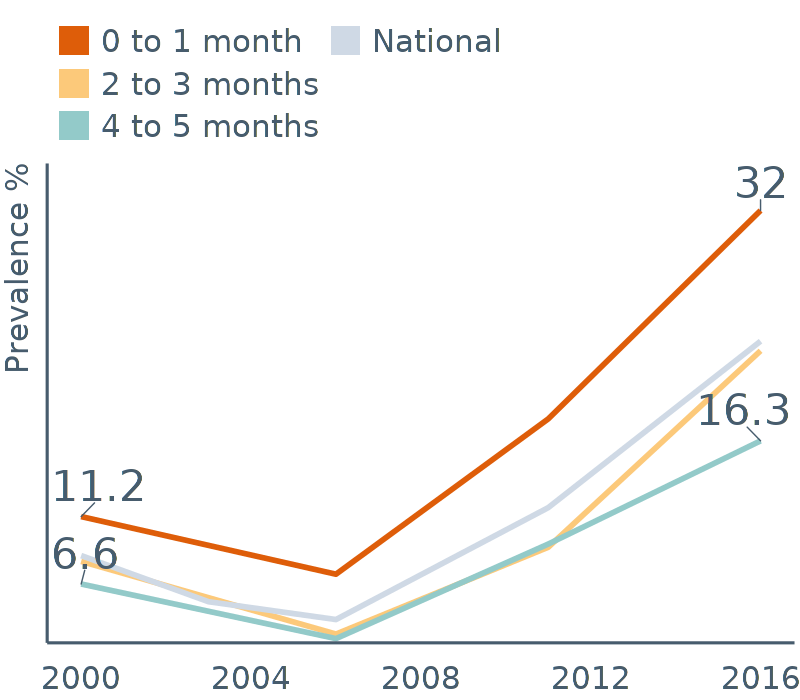 0 to 1 month
National
2 to 3 months
4 to 5 months
Prevalence %
32
16.3
11.2
6.6
2000 2004 2008 2012 2016